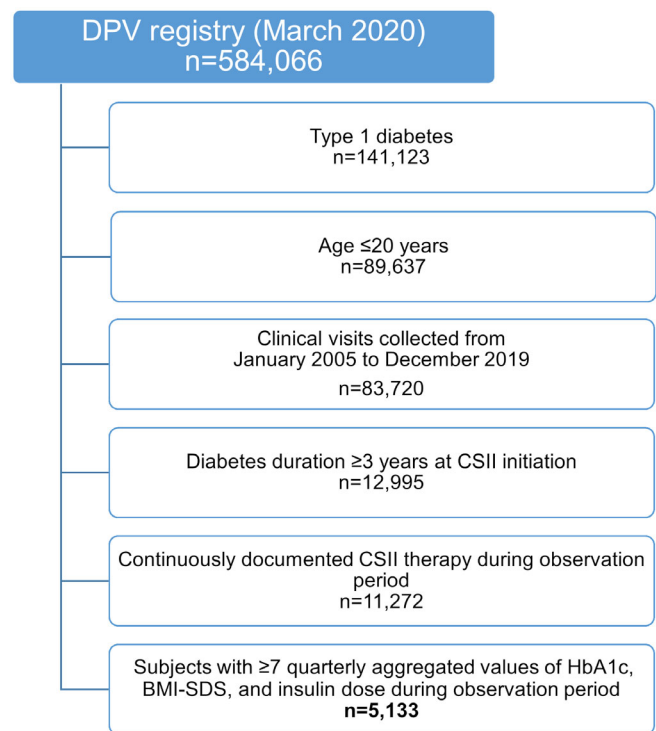 DPV registry (March 2020)
n=584,066
Type 1 diabetes
n=141,123
Age ≤20 years
n=89,637
Clinical visits collected from
January 2005 to December 2019
n=83,720
Diabetes duration ≥3 years at CSII initiation
n=12,995
Continuously documented CSII therapy during observation
period
n=11,272
Subjects with ≥7 quarterly aggregated values of HbA1c,
BMI-SDS, and insulin dose during observation period
n=5,133